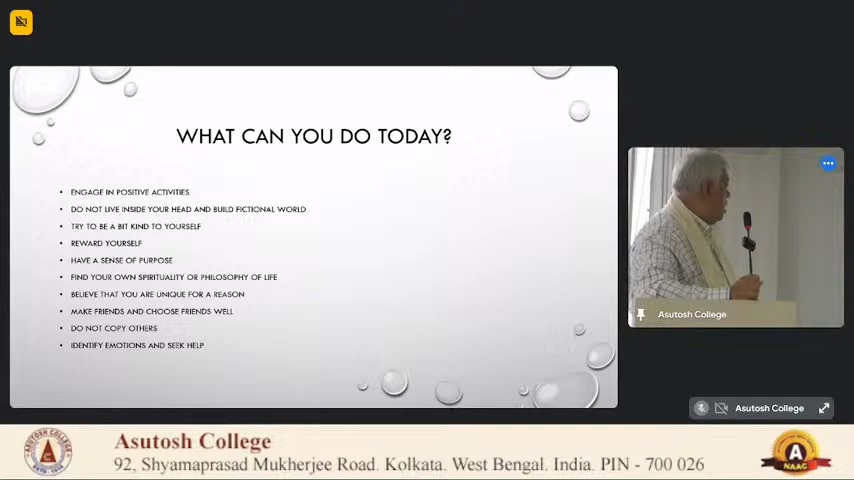 WHAT CAN YOU DO TODAY?
• ENGAGE IN POSITIVE ACTIVITIES
• DO NOT LIVE INSIDE YOUR HEAD AND BUILD FICTIONAL WORLD
• TRY TO BE A BIT KIND TO YOURSELF
• REWARD YOURSELF
• HAVE A SENSE OF PURPOSE
• FIND YOUR OWN SPIRITUALITY OR PHILOSOPHY OF LIFE
• BELIEVE THAT YOU ARE UNIQUE FOR A REASON
• MAKE FRIENDS AND CHOOSE FRIENDS WELL
• DO NOT COPY OTHERS
• IDENTIFY EMOTIONS AND SEEK HELP
Asutosh College
Asutosh College
ASUTOSH COLLEGE
Asutosh College
92, Shyamaprasad Mukherjee Road, Kolkata, West Bengal, India, PIN - 700 026
A
NAAC